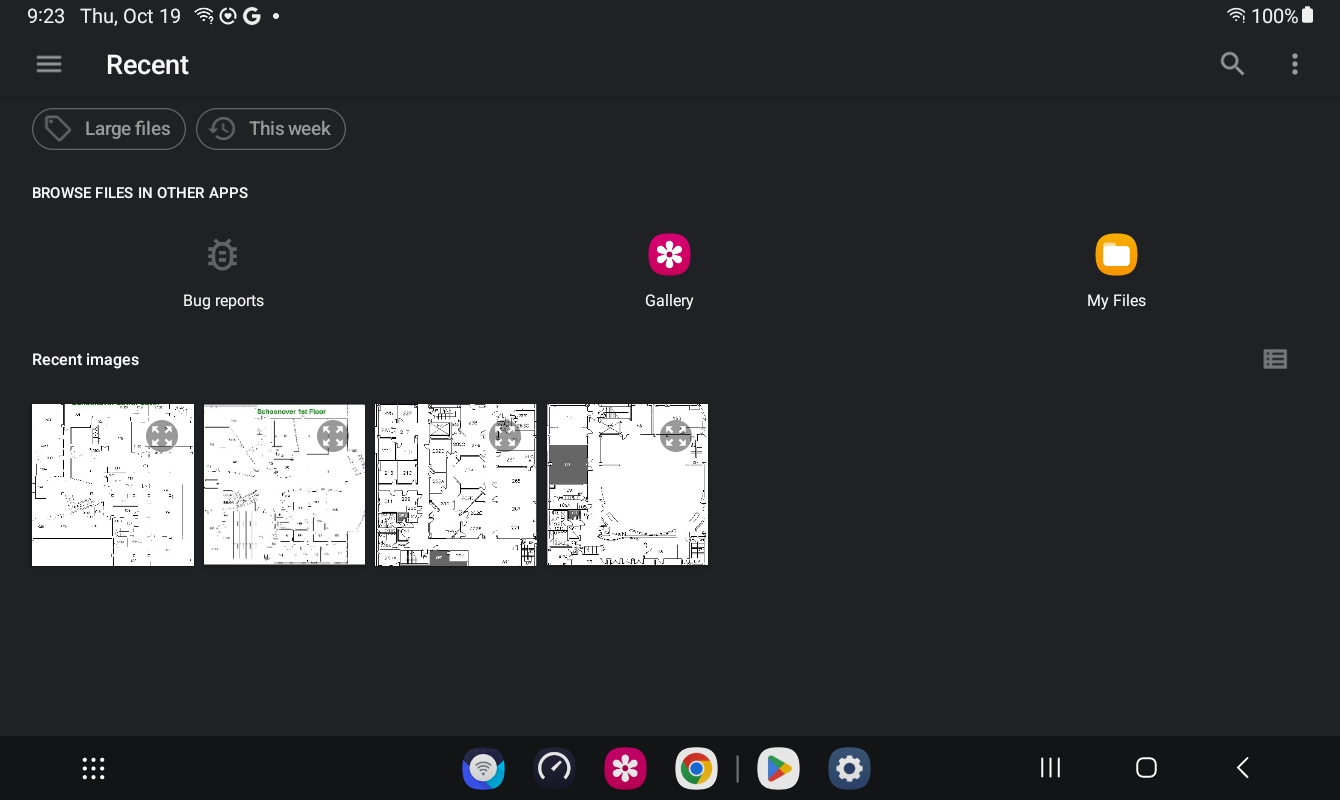 9:23 Thu, Oct 19
100%
Recent
Large files
This week
BROWSE FILES IN OTHER APPS
Bug reports
Gallery
My Files
Recent images
Schoonover 1st Floor